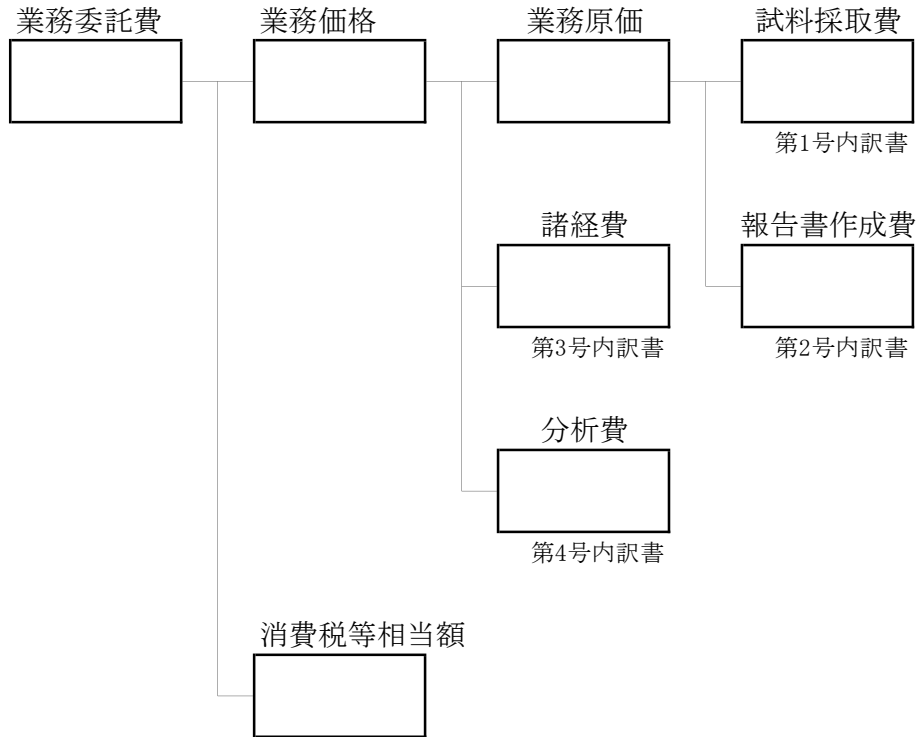 業務委託費
業務価格
業務原価
試料採取費
第1号内訳書
諸経費
報告書作成費
第3号内訳書
第2号内訳書
分析費
第4号内訳書
消費税等相当額